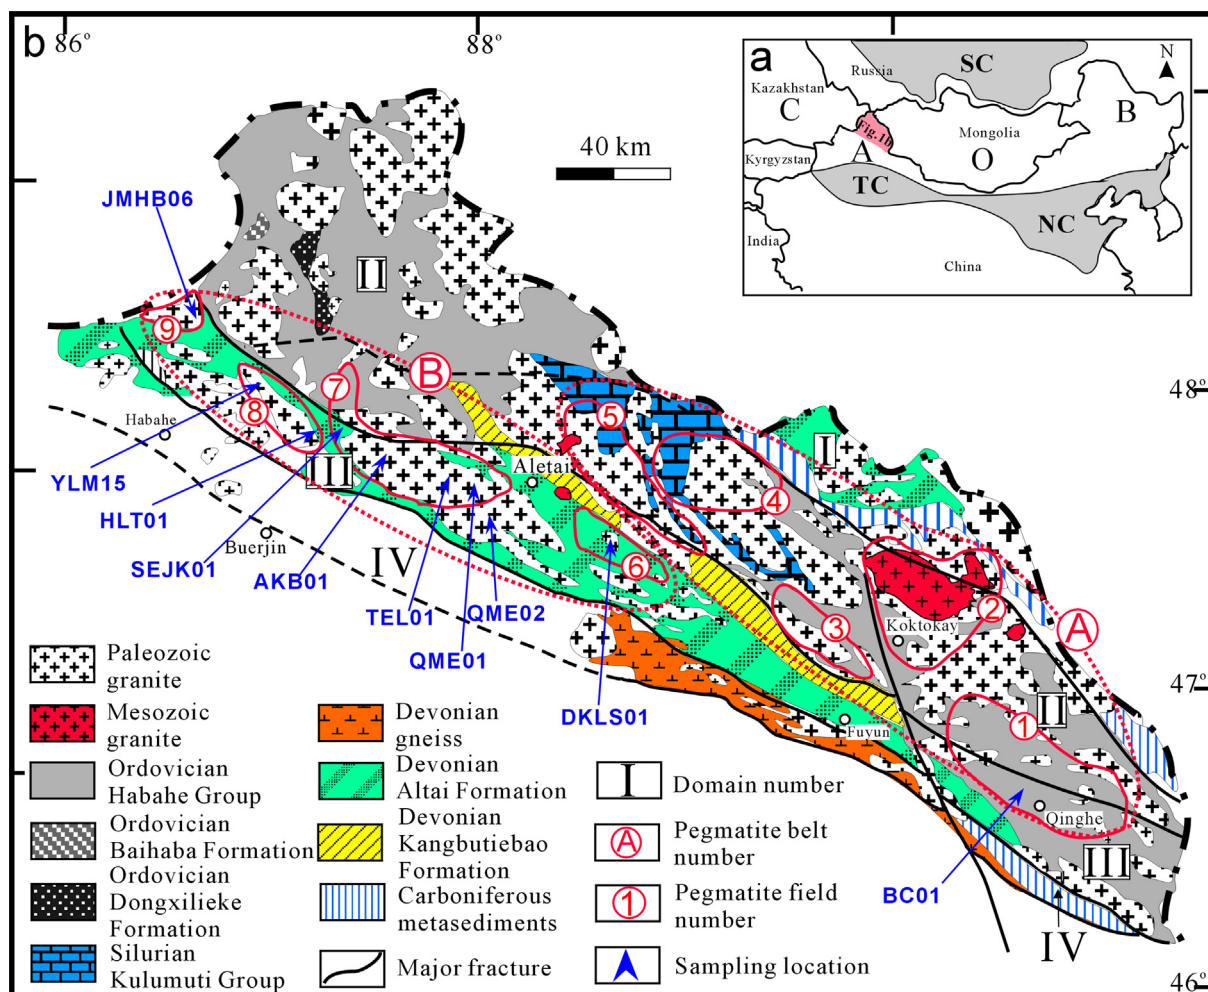 b
86°
88°
a
N
Russia
SC
Kazakhstan
C
Fig.1b
Mongolia
B
Kyrgyzstan
A
O
TC
NC
India
China
40 km
JMHB06
II
9
7
B
8
5
I
48°
Habahe
III
Aletai
4
YLM15
HLT01
Buerjin
IV
6
SEJK01
AKB01
TEL01
QME02
QME01
DKLS01
3
Koktokay
2
A
47°
Fuyun
1
II
Qinghe
III
BC01
IV
46°
Paleozoic
granite
Mesozoic
granite
Ordovician
Habahe Group
Ordovician
Baihaba Formation
Ordovician
Dongxilieke
Formation
Silurian
Kulumuti Group
Devonian
gneiss
Devonian
Altai Formation
Devonian
Kangbutiebao
Formation
Carboniferous
metasediments
Major fracture
I
Domain number
A
Pegmatite belt
number
1
Pegmatite field
number
Sampling location